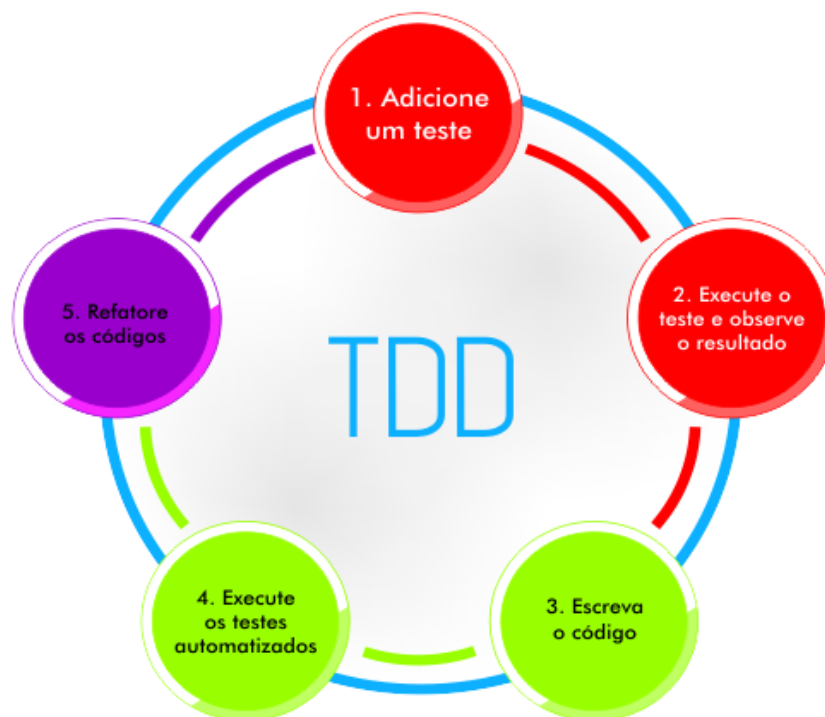 1. Adicione
um teste
2. Execute o
teste e observe
o resultado
3. Escreva
o código
4. Execute
os testes
automatizados
5. Refatore
os códigos
TDD